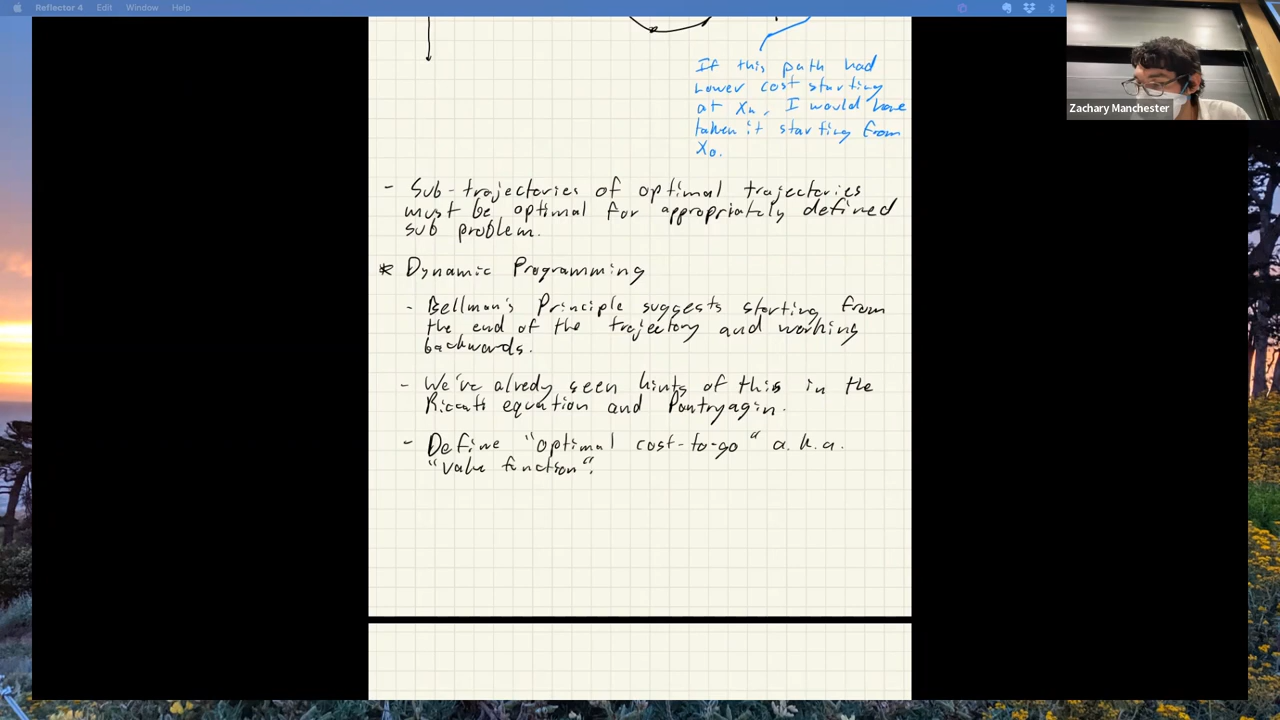 Reflector 4 Edit Window Help
Zachary Manchester
If this path had
lower cost starting
at xn, I would have
taken it starting from
x0.
- Sub-trajectories of optimal trajectories
must be optimal for appropriately defined
sub problem.
* Dynamic Programming
- Bellman's Principle suggests starting from
the end of the trajectory and working
backwards.
- We've alredy seen hints of this in the
Riccati equation and Pontryagin.
- Define "optimal cost-to-go" a.k.a.
"value function".